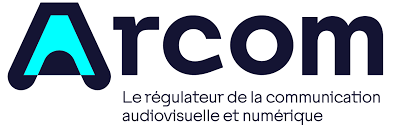 Arcom
Le régulateur de la communication
audiovisuelle et numérique